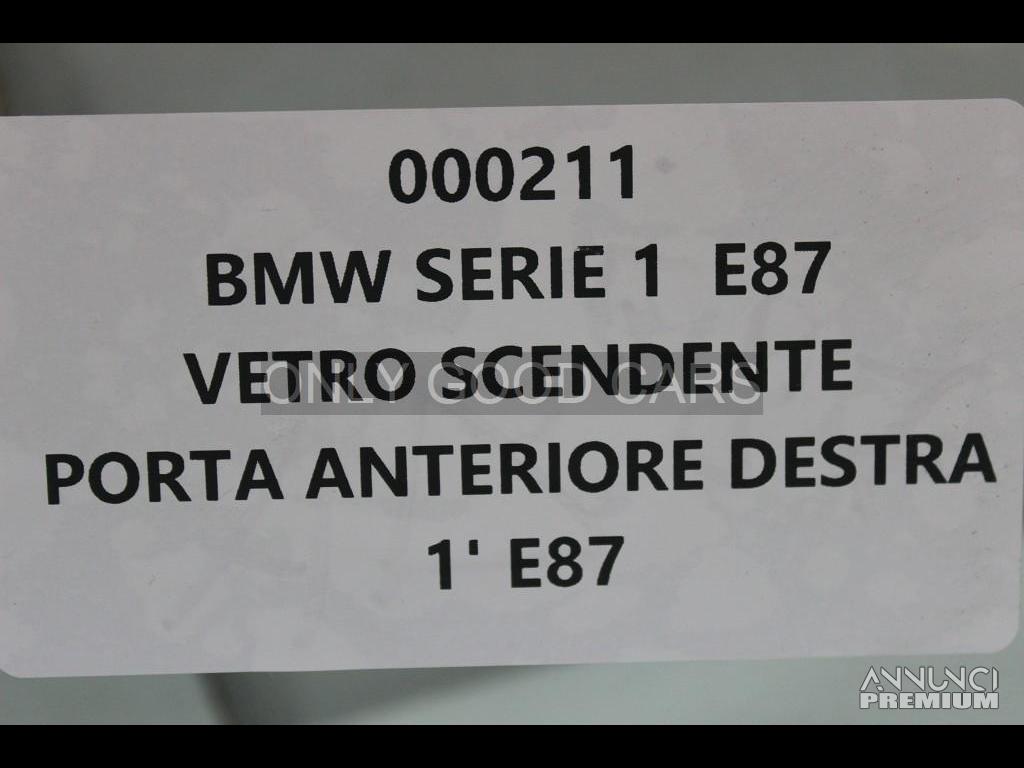 000211
BMW SERIE 1 E87
VETRO SCENDENTE
ONLY GOOD CARS
PORTA ANTERIORE DESTRA
1' E87
ANNUNCI
PREMIUM